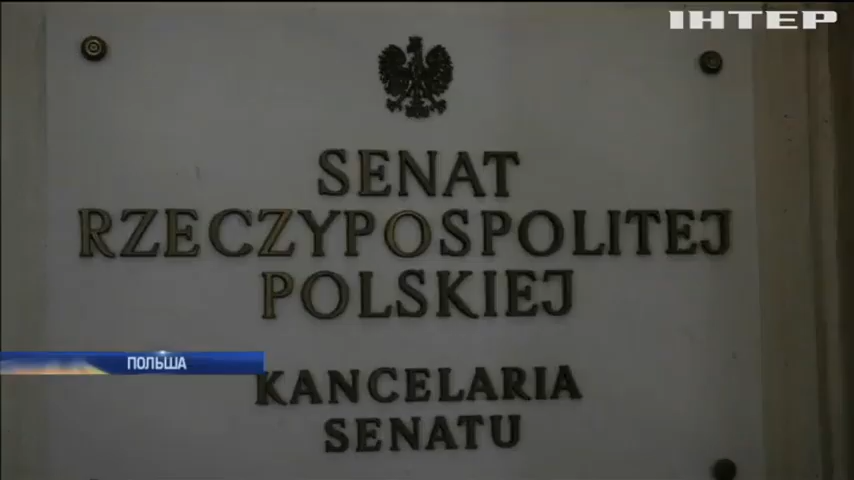 ІНТЕР
SENAT
RZECZYPOSPOLITEJ
POLSKIEJ
ПОЛЬША
KANCELARIA
SENATU